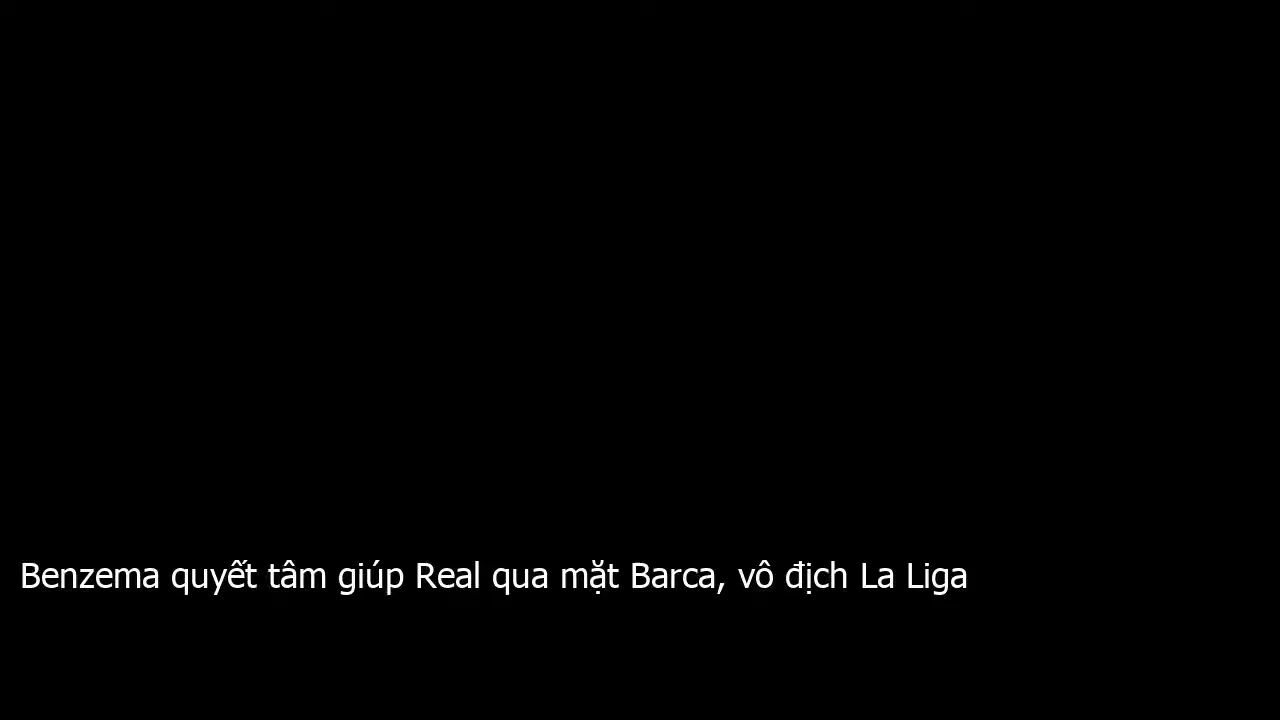 Benzema quyết tâm giúp Real qua mặt Barca, vô địch La Liga